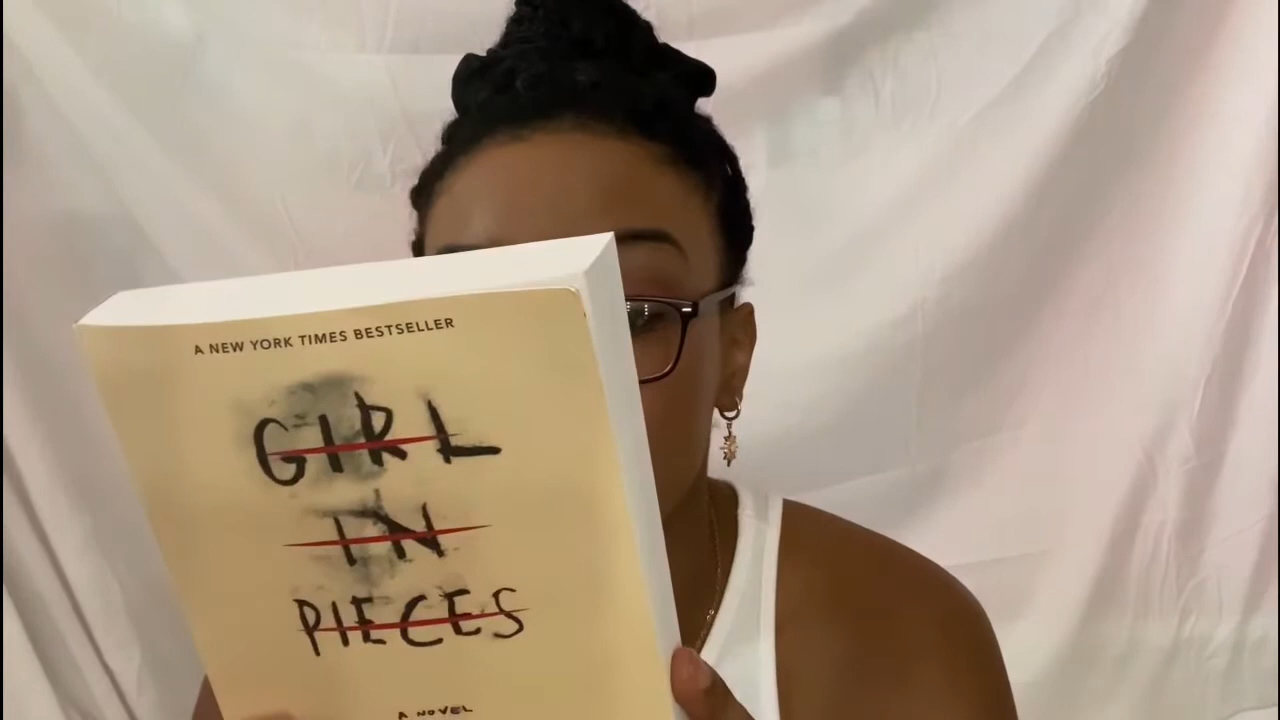 A NEW YORK TIMES BESTSELLER
GIRL
IN
PIECES
A NOVEL